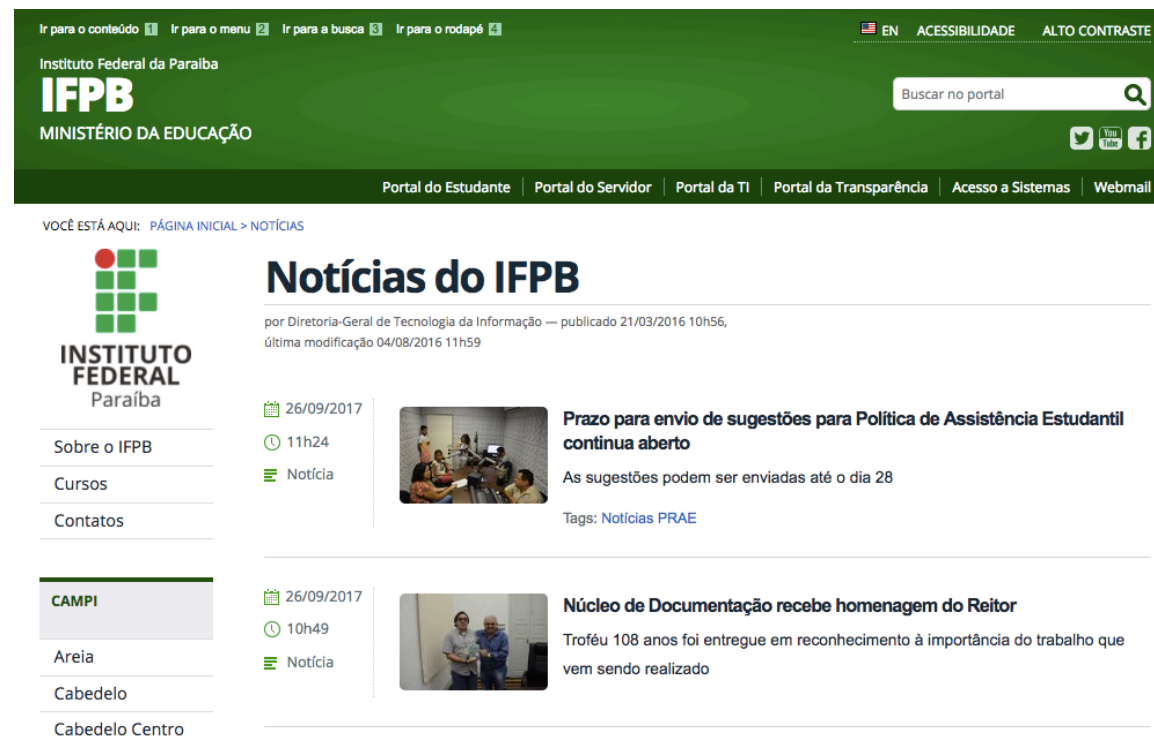 Ir para o conteúdo 1 Ir para o menu 2 Ir para a busca 3 Ir para o rodapé 4
EN ACESSIBILIDADE ALTO CONTRASTE
Instituto Federal da Paraiba
IFPB
MINISTÉRIO DA EDUCAÇÃO
Buscar no portal
You Tube
Portal do Estudante Portal do Servidor Portal da TI Portal da Transparência Acesso a Sistemas Webmail
VOCÊ ESTÁ AQUI: PÁGINA INICIAL > NOTÍCIAS
INSTITUTO
FEDERAL
Paraíba
Sobre o IFPB
Cursos
Contatos
CAMPI
Areia
Cabedelo
Cabedelo Centro
Notícias do IFPB
por Diretoria-Geral de Tecnologia da Informação — publicado 21/03/2016 10h56,
última modificação 04/08/2016 11h59
26/09/2017
11h24
Notícia
Prazo para envio de sugestões para Política de Assistência Estudantil
continua aberto
As sugestões podem ser enviadas até o dia 28
Tags: Notícias PRAE
26/09/2017
10h49
Notícia
Núcleo de Documentação recebe homenagem do Reitor
Troféu 108 anos foi entregue em reconhecimento à importância do trabalho que
vem sendo realizado